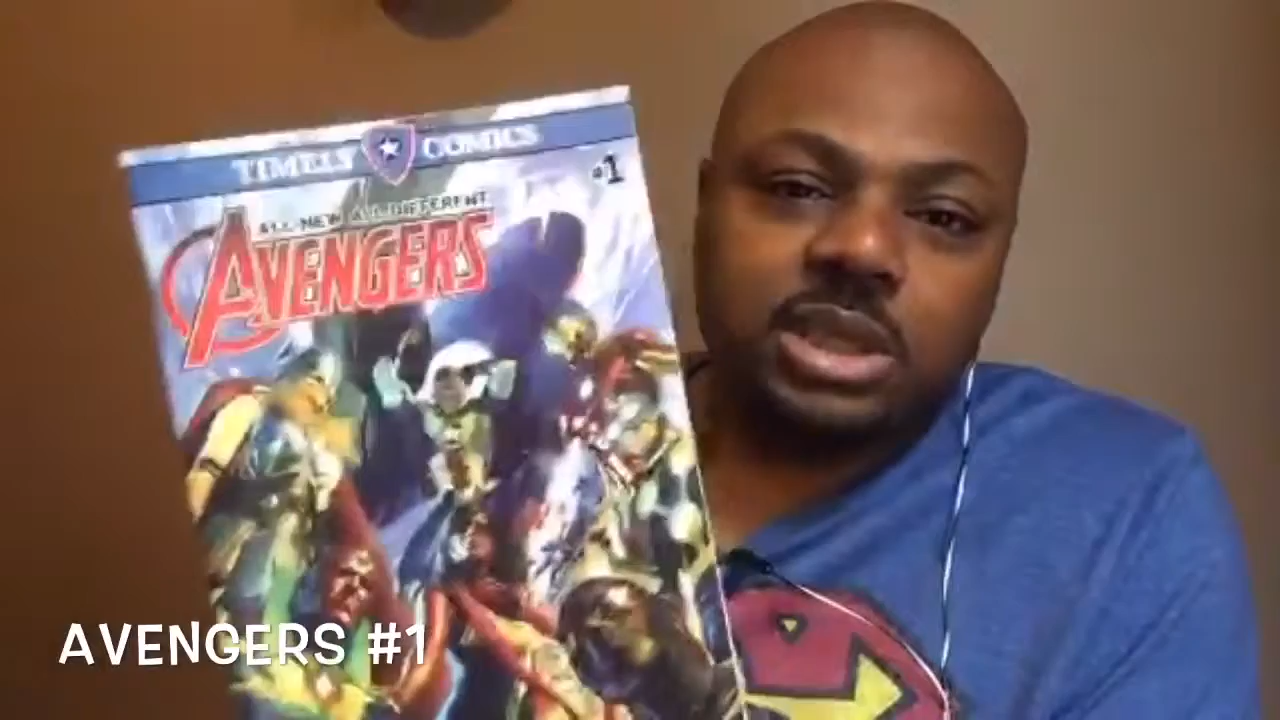 TIMELY COMICS
#1
ALL-NEW ALL-DIFFERENT
AVENGERS
AVENGERS #1